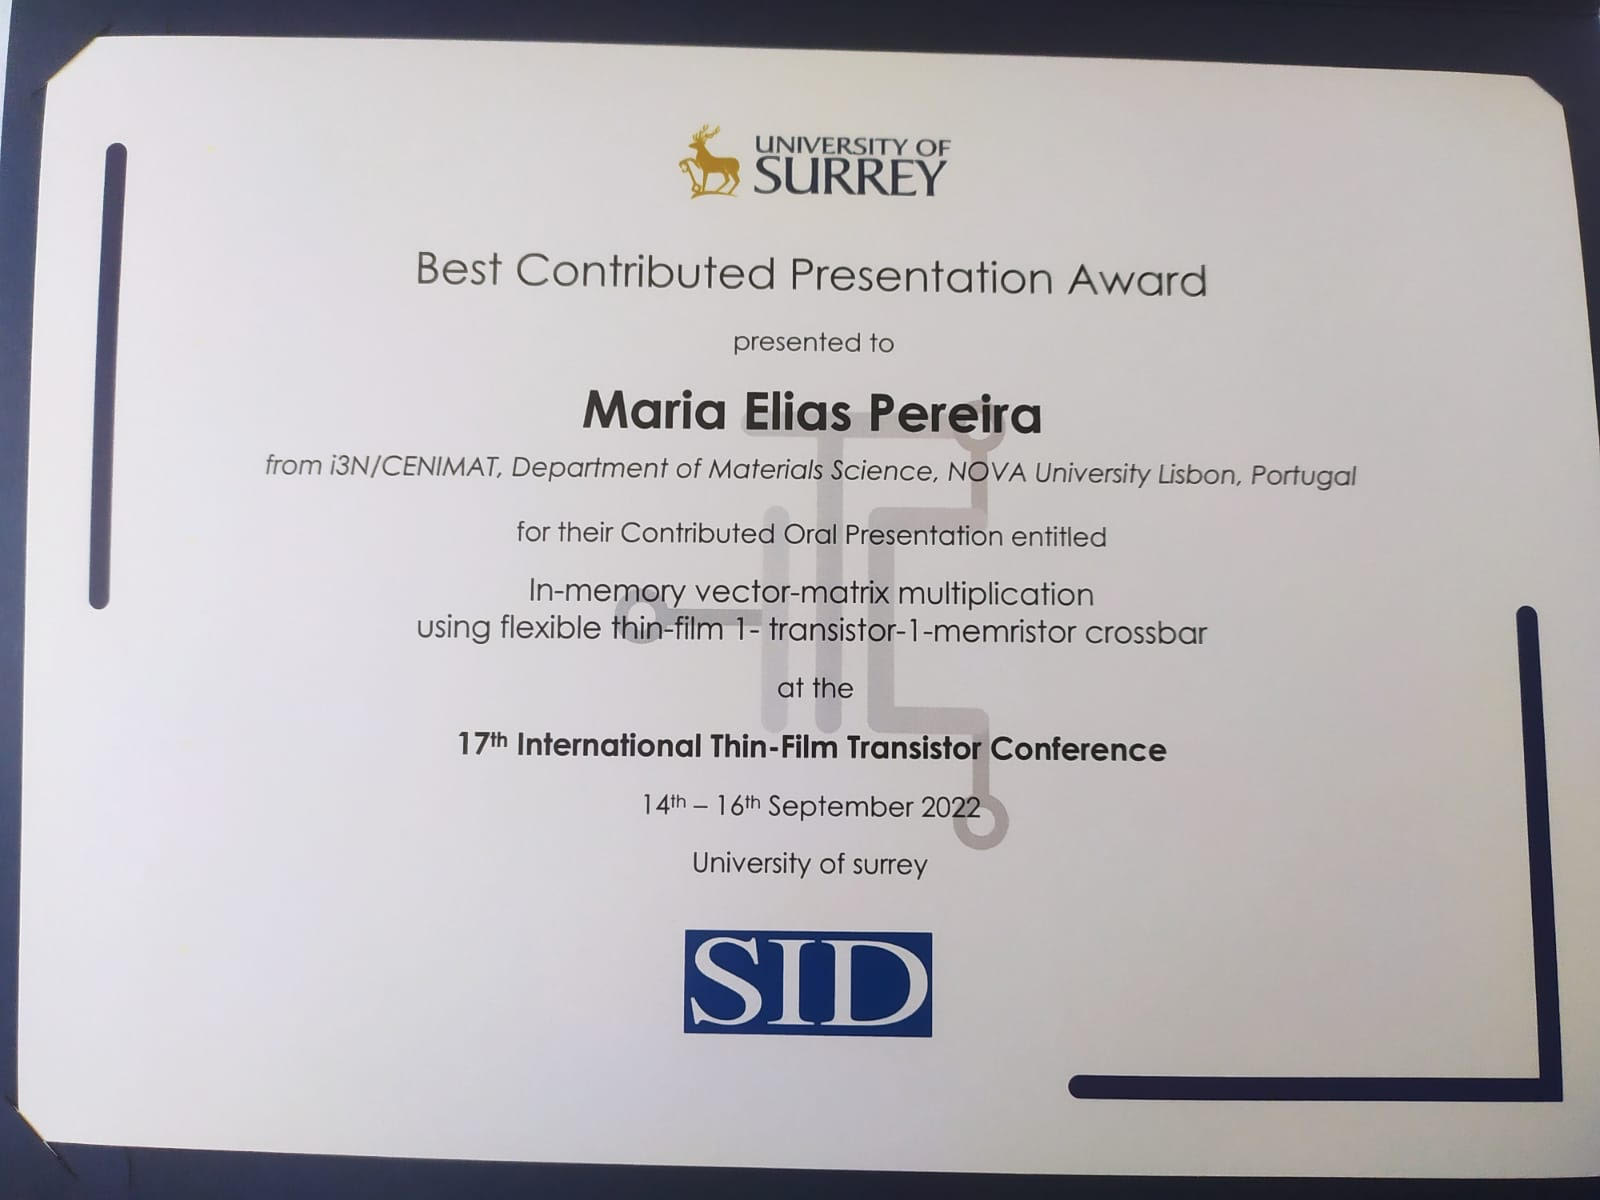 UNIVERSITY OF
SURREY
Best Contributed Presentation Award
presented to
Maria Elias Pereira
from i3N/CENIMAT, Department of Materials Science, NOVA University Lisbon, Portugal
for their Contributed Oral Presentation entitled
In-memory vector-matrix multiplication
using flexible thin-film 1- transistor-1-memristor crossbar
at the
17th International Thin-Film Transistor Conference
14th – 16th September 2022
University of surrey
SID